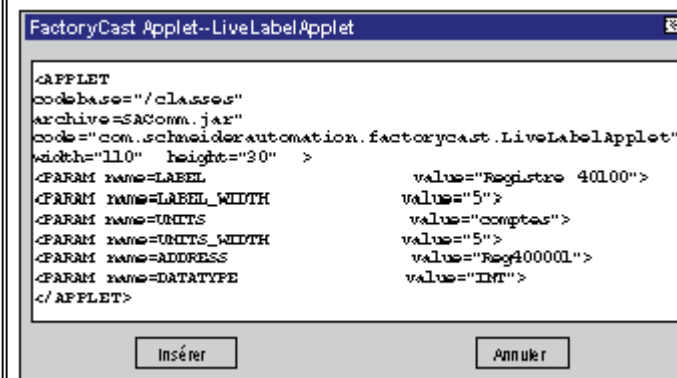 FactoryCast Applet--LiveLabelApplet
<APPLET
codebase="/classes"
archive=SAComm.jar"
code="com.schneiderautomation.factorycast.LiveLabelApplet"
width="110" height="30" >
<PARAM name=LABEL value="Registre 40100">
<PARAM name=LABEL_WIDTH value="5">
<PARAM name=UNITS value="comptes">
<PARAM name=UNITS_WIDTH value="5">
<PARAM name=ADDRESS value="Reg400001">
<PARAM name=DATATYPE value="INT">
</APPLET>
Insérer Annuler